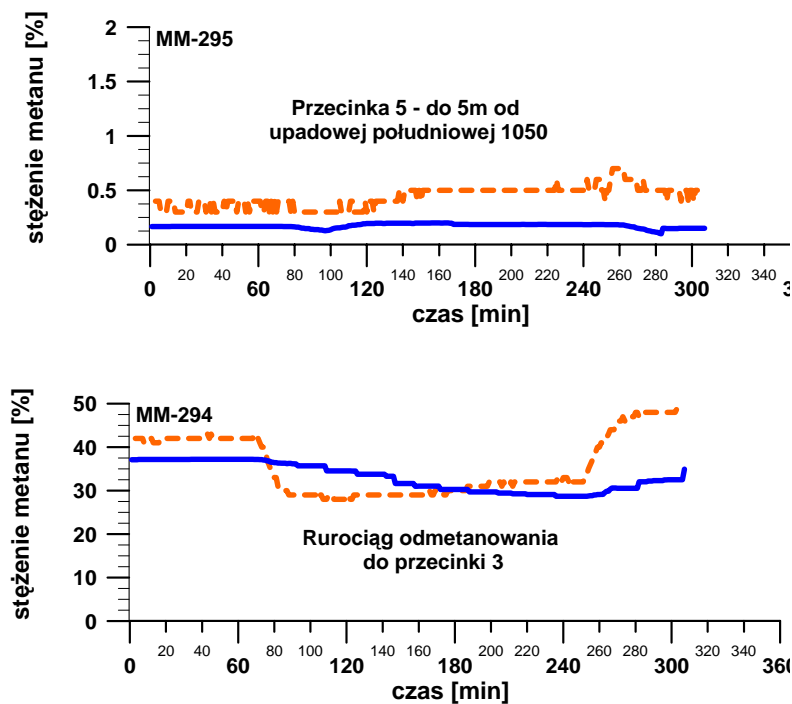 stężenie metanu [%]
2
1.5
1
0.5
0
MM-295
Przecinka 5 - do 5m od
upadowej południowej 1050
20 40 80 100 140 160 200 220 260 280 320 340
0 60 120 180 240 300 3
czas [min]
stężenie metanu [%]
50
40
30
20
10
0
MM-294
Rurociąg odmetanowania
do przecinki 3
20 40 80 100 140 160 200 220 260 280 320 340
0 60 120 180 240 300 360
czas [min]